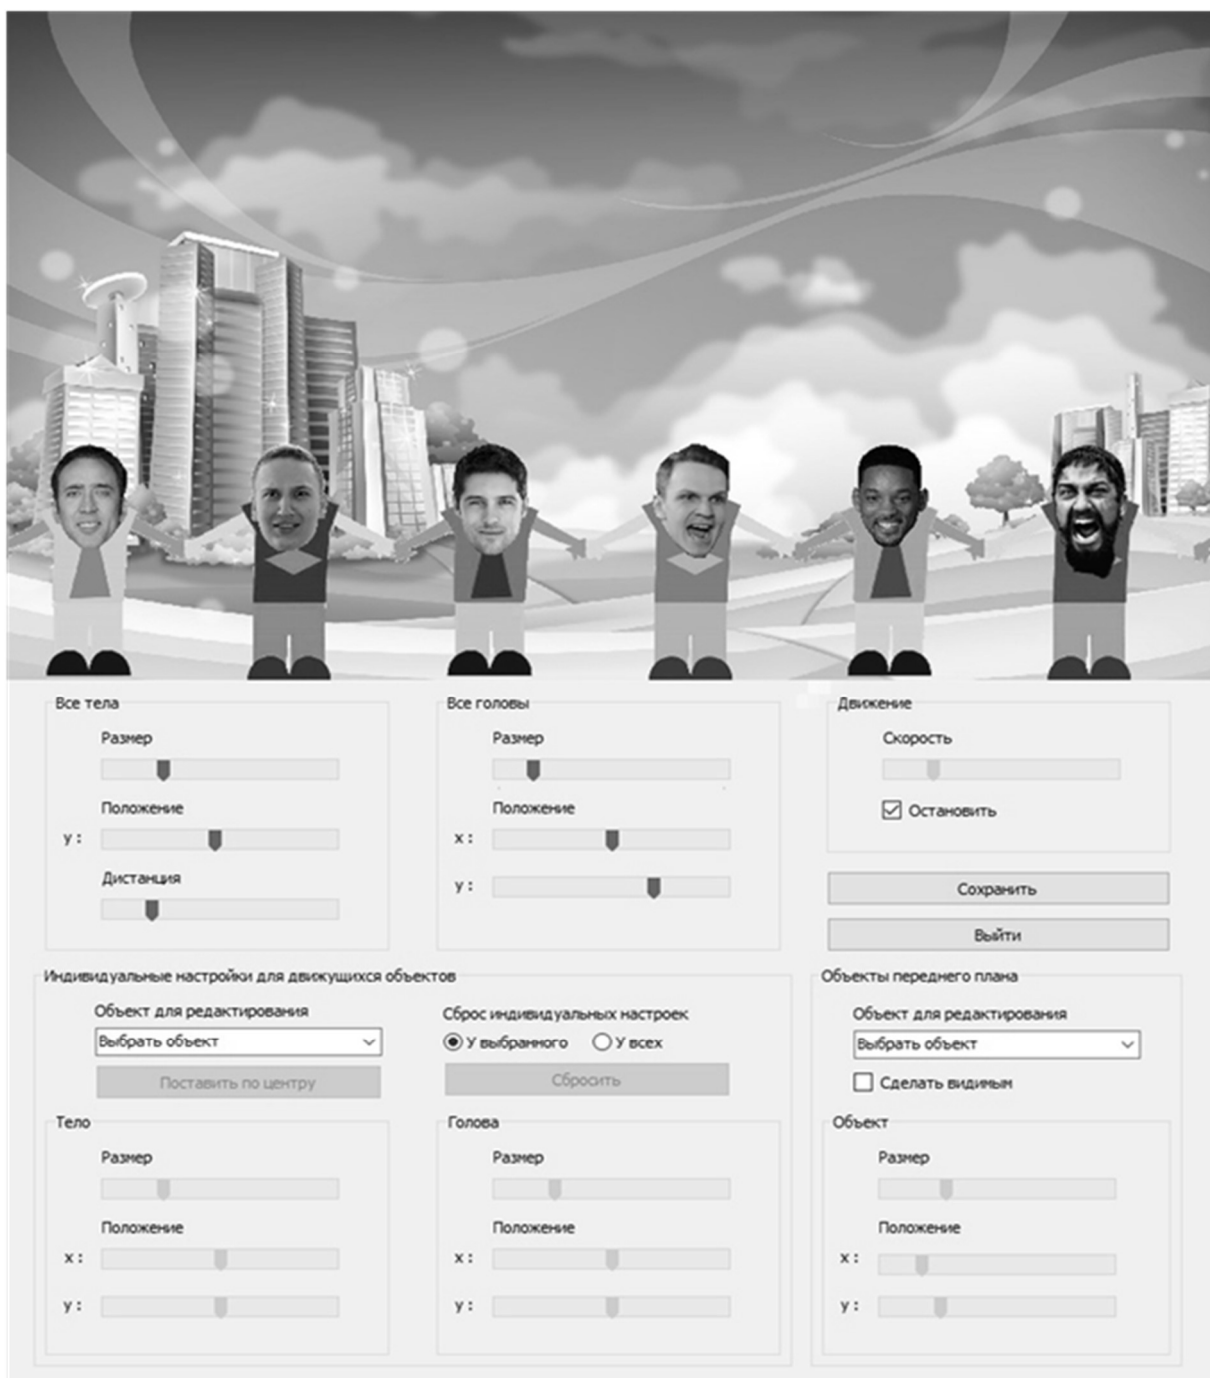 Все тела
Размер
Положение
y :
Дистанция
Все головы
Размер
Положение
x :
y :
Движение
Скорость
Остановить
Сохранить
Выйти
Индивидуальные настройки для движущихся объектов
Объект для редактирования
Выбрать объект
Поставить по центру
Сброс индивидуальных настроек
У выбранного У всех
Сбросить
Тело
Размер
Положение
x :
y :
Голова
Размер
Положение
x :
y :
Объекты переднего плана
Объект для редактирования
Выбрать объект
Сделать видимым
Объект
Размер
Положение
x :
y :